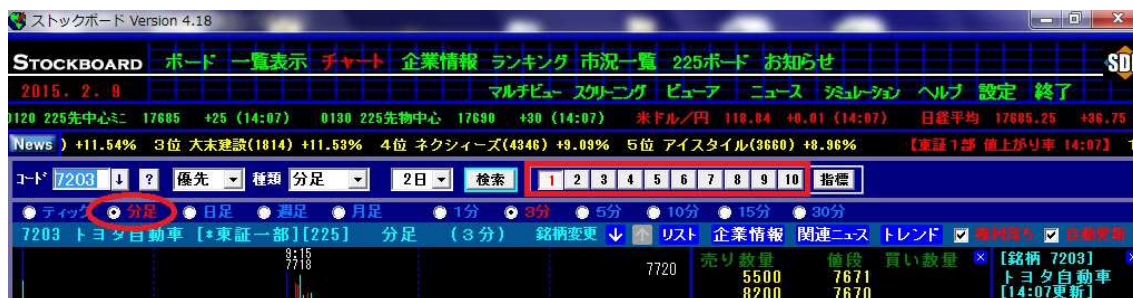 ストックボード Version 4.18
STOCKBOARD ボード 一覧表示 チャート 企業情報 ランキング 市況一覧 225ボード お知らせ
2015. 2. 9 マルチビュー スクリーニング ビューア ニュース シミュレーション ヘルプ 設定 終了
0120 225先中心ミニ 17685 +25 (14:07) 0130 225先物中心 17690 +30 (14:07) 米ドル/円 118.84 +0.01 (14:07) 日経平均 17685.25 +36.75
News ) +11.54% 3位 大末建設(1814) +11.53% 4位 ネクシィーズ(4346) +9.09% 5位 アイスタイル(3660) +8.96% 【東証1部 値上がり率 14:07】
コード 7203 ↓ ? 優先 種類 分足 2日 検索 1 2 3 4 5 6 7 8 9 10 指標
ティック 分足 日足 週足 月足 1分 3分 5分 10分 15分 30分
7203 トヨタ自動車 [*東証一部][225] 分足 (3分) 銘柄変更 ↓ ↑ リスト 企業情報 関連ニュース トレンド 権利落ち 自動更新
9:15
7718
7720
売り数量 値段 買い数量 × [銘柄 7203]
5500 7671 トヨタ自動車
8200 7670 [14:07更新]